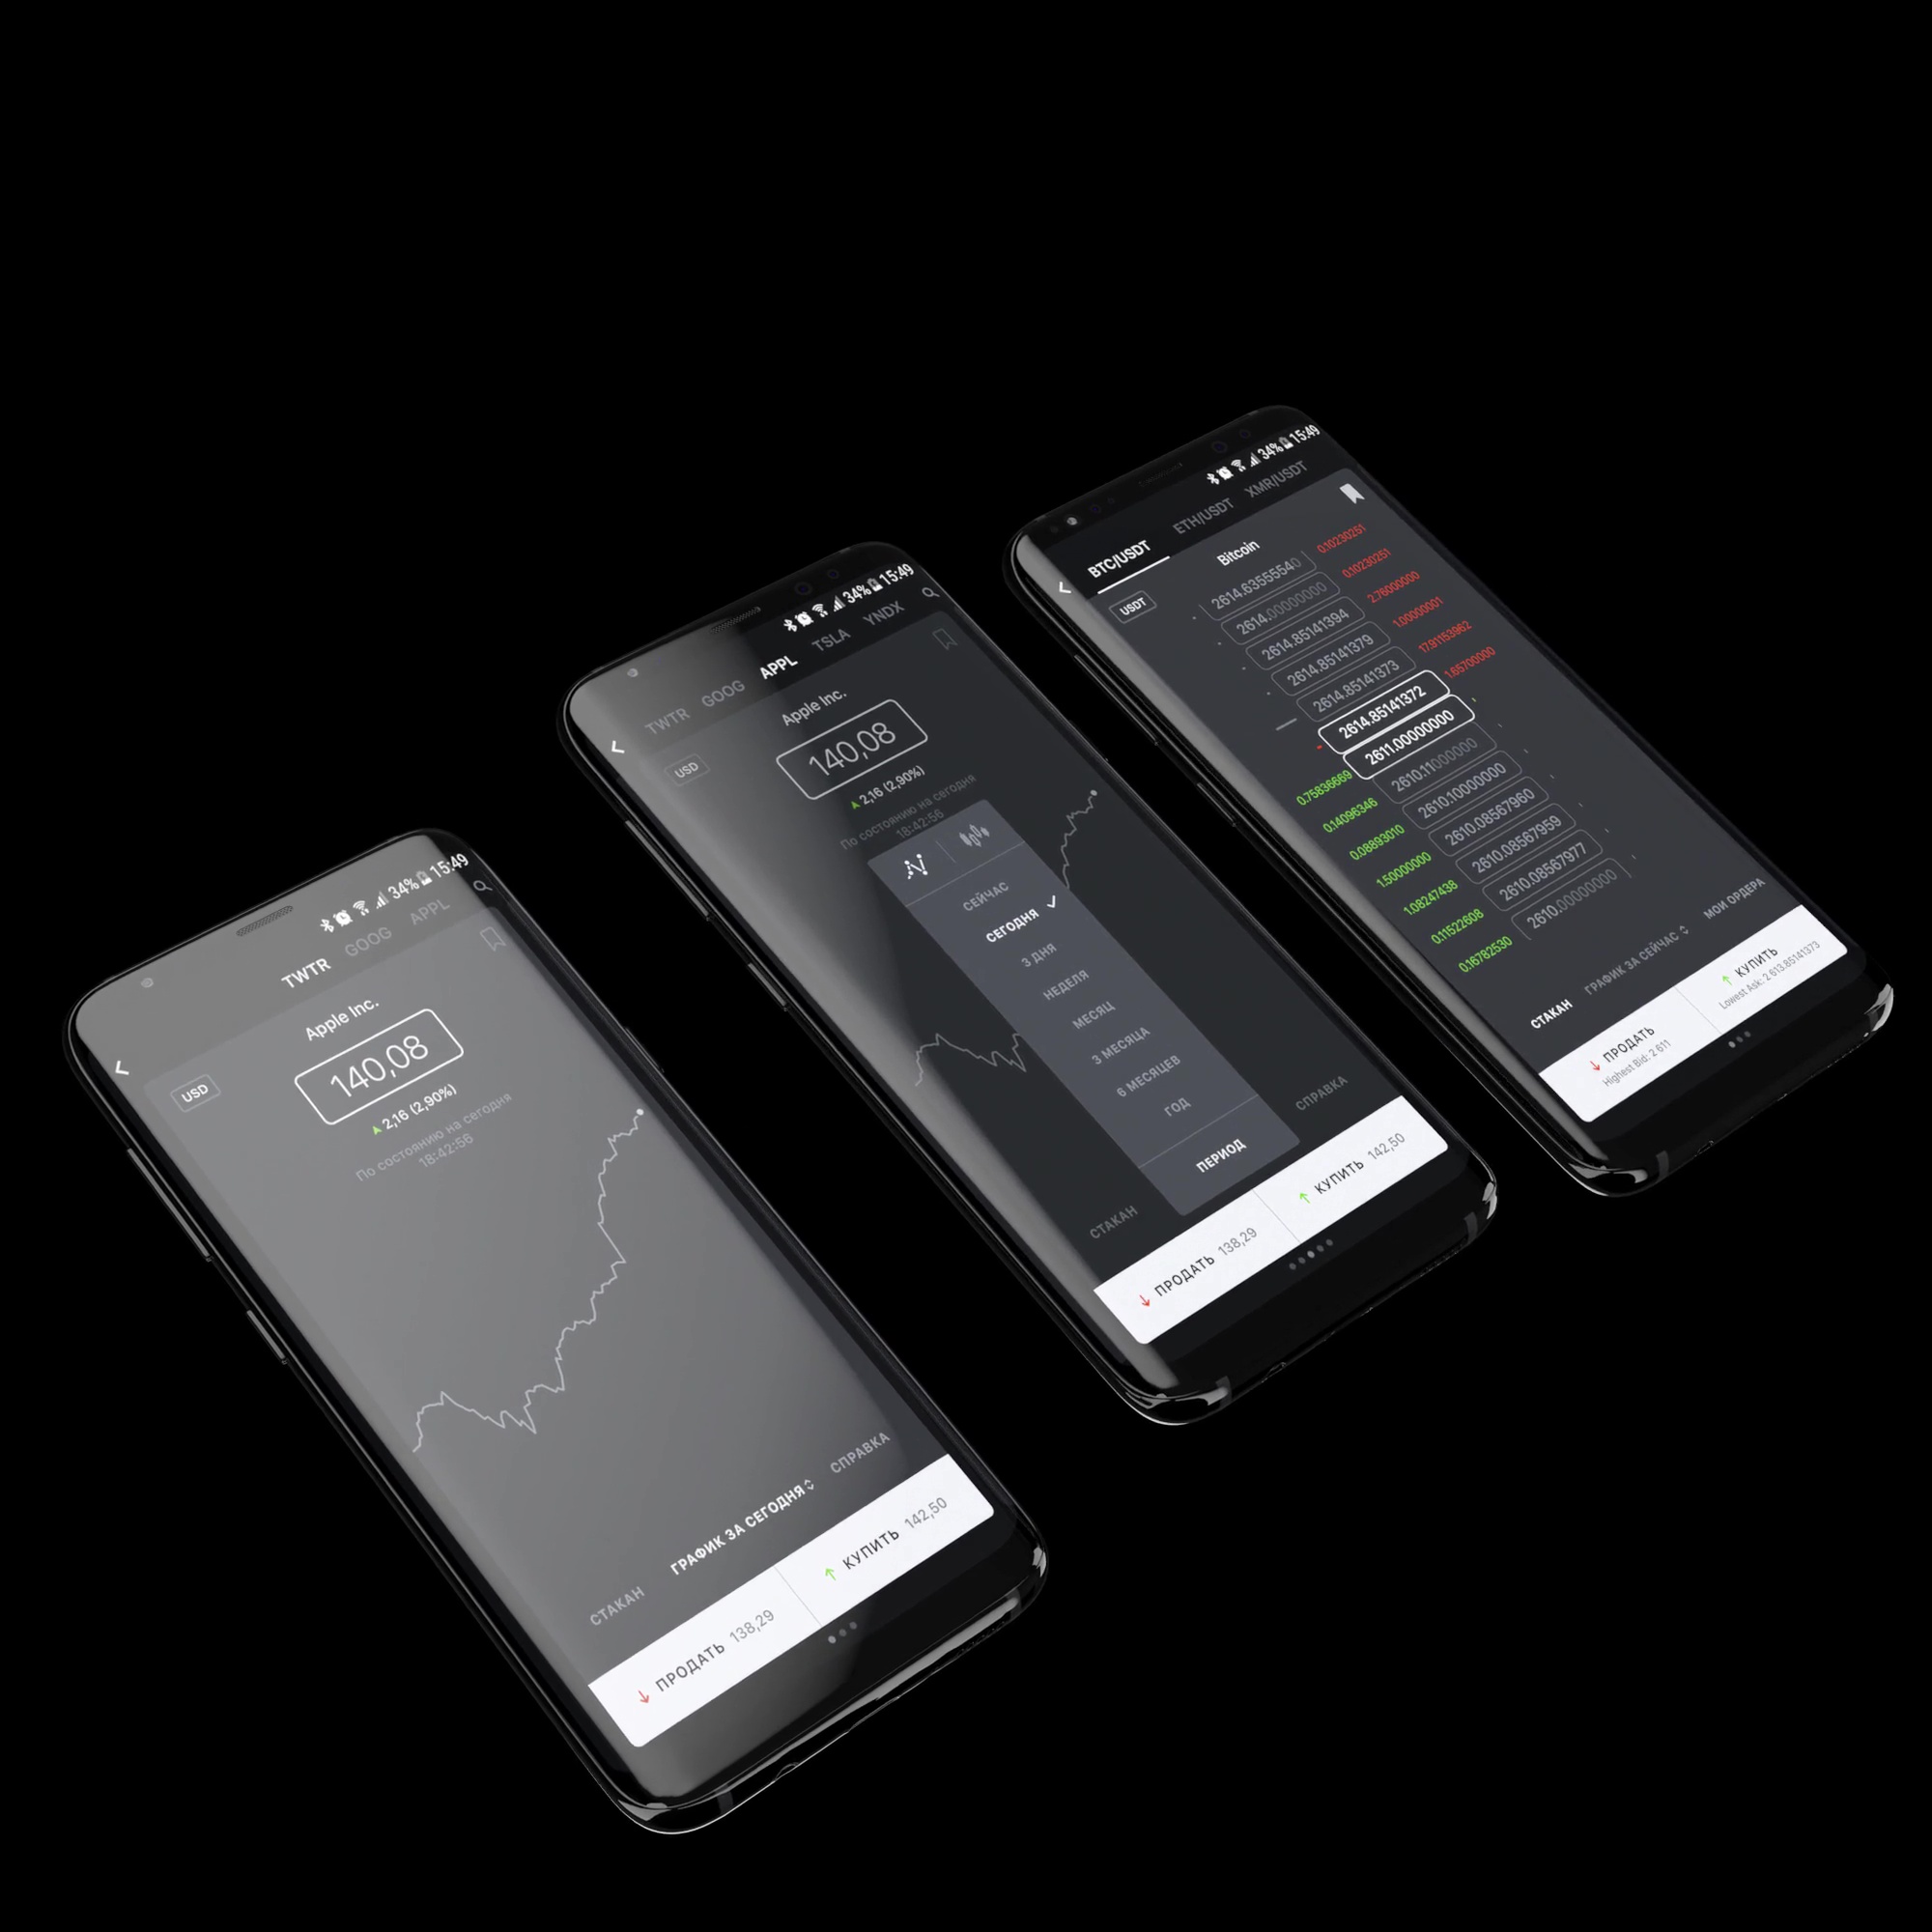 34% 15:49
TWTR GOOG APPL
Apple Inc.
USD
140,08
2,16 (2,90%)
По состоянию на сегодня
18:42:56
СТАКАН ГРАФИК ЗА СЕГОДНЯ СПРАВКА
ПРОДАТЬ 138,29 КУПИТЬ 142,50
34% 15:49
TWTR GOOG APPL TSLA YNDX
Apple Inc.
USD
140,08
2,16 (2,90%)
По состоянию на сегодня
18:42:56
СЕЙЧАС
СЕГОДНЯ
3 ДНЯ
НЕДЕЛЯ
МЕСЯЦ
3 МЕСЯЦА
6 МЕСЯЦЕВ
ГОД
ПЕРИОД
СТАКАН СПРАВКА
ПРОДАТЬ 138,29 КУПИТЬ 142,50
34% 15:49
BTC/USDT ETH/USDT XMR/USDT
Bitcoin
USDT
2614.635555540 0.10230251
2614.00000000 0.10230251
2614.85141394 2.76000000
2614.85141379 1.00000001
2614.85141373 17.91153962
2614.85141372 1.65700000
2611.00000000
0.75836669 2610.11000000
0.14096346 2610.10000000
0.08893010 2610.08567960
1.50000000 2610.08567959
1.08247438 2610.08567977
0.11522608 2610.00000000
0.16782530
СТАКАН ГРАФИК ЗА СЕЙЧАС МОИ ОРДЕРА
ПРОДАТЬ КУПИТЬ
Highest Bid: 2 611 Lowest Ask: 2 613.85141373